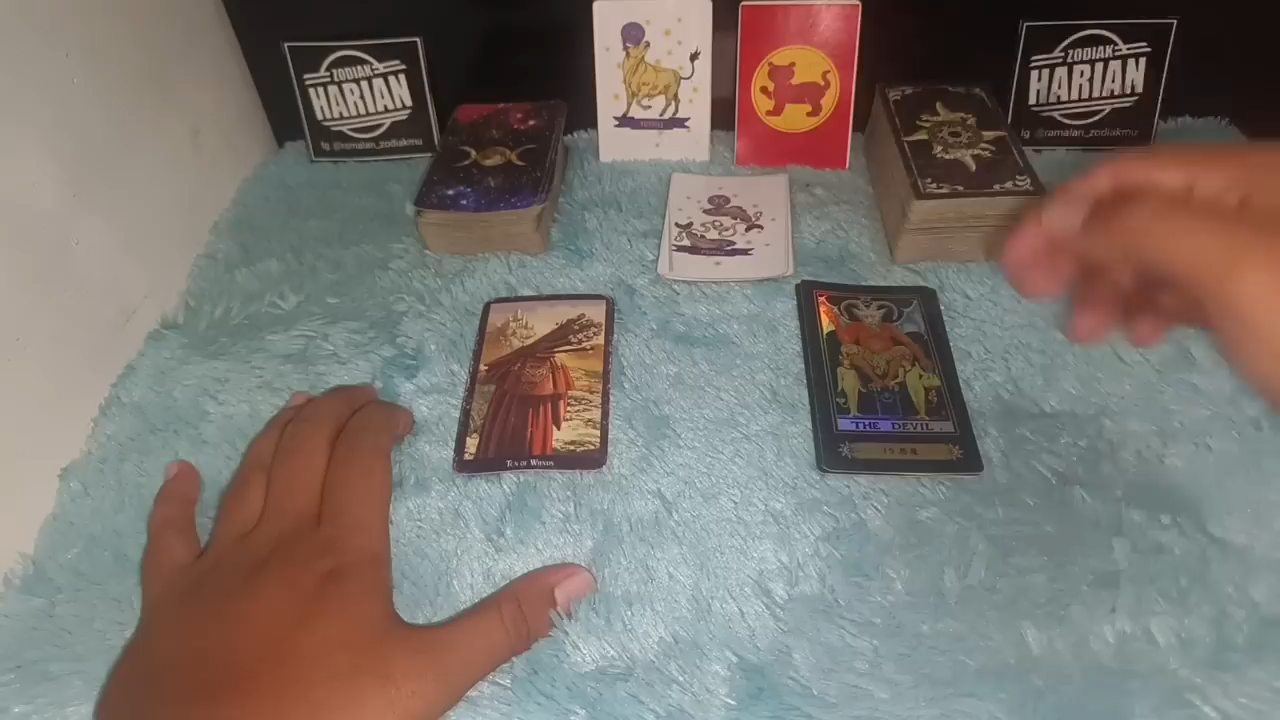 ZODIAK
HARIAN
Ig @ramalan_zodiakmu
ZODIAK
HARIAN
Ig @ramalan_zodiakmu
TEN OF WANDS
THE DEVIL.